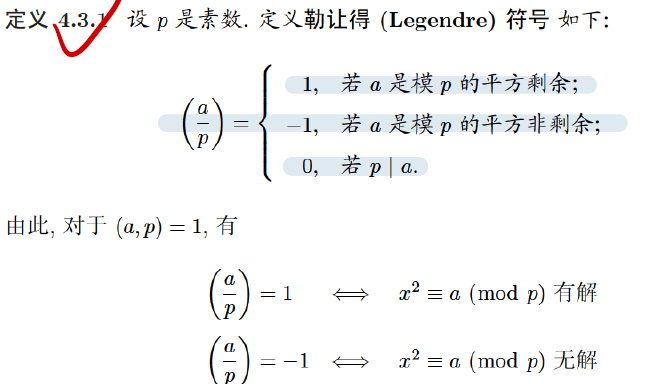 定义 4.3.1 设 p 是素数. 定义勒让得 (Legendre) 符号 如下:
(a/p) = { 1, 若 a 是模 p 的平方剩余;
−1, 若 a 是模 p 的平方非剩余;
0, 若 p | a.
由此, 对于 (a, p) = 1, 有
(a/p) = 1 ⟺ x² ≡ a (mod p) 有解
(a/p) = −1 ⟺ x² ≡ a (mod p) 无解